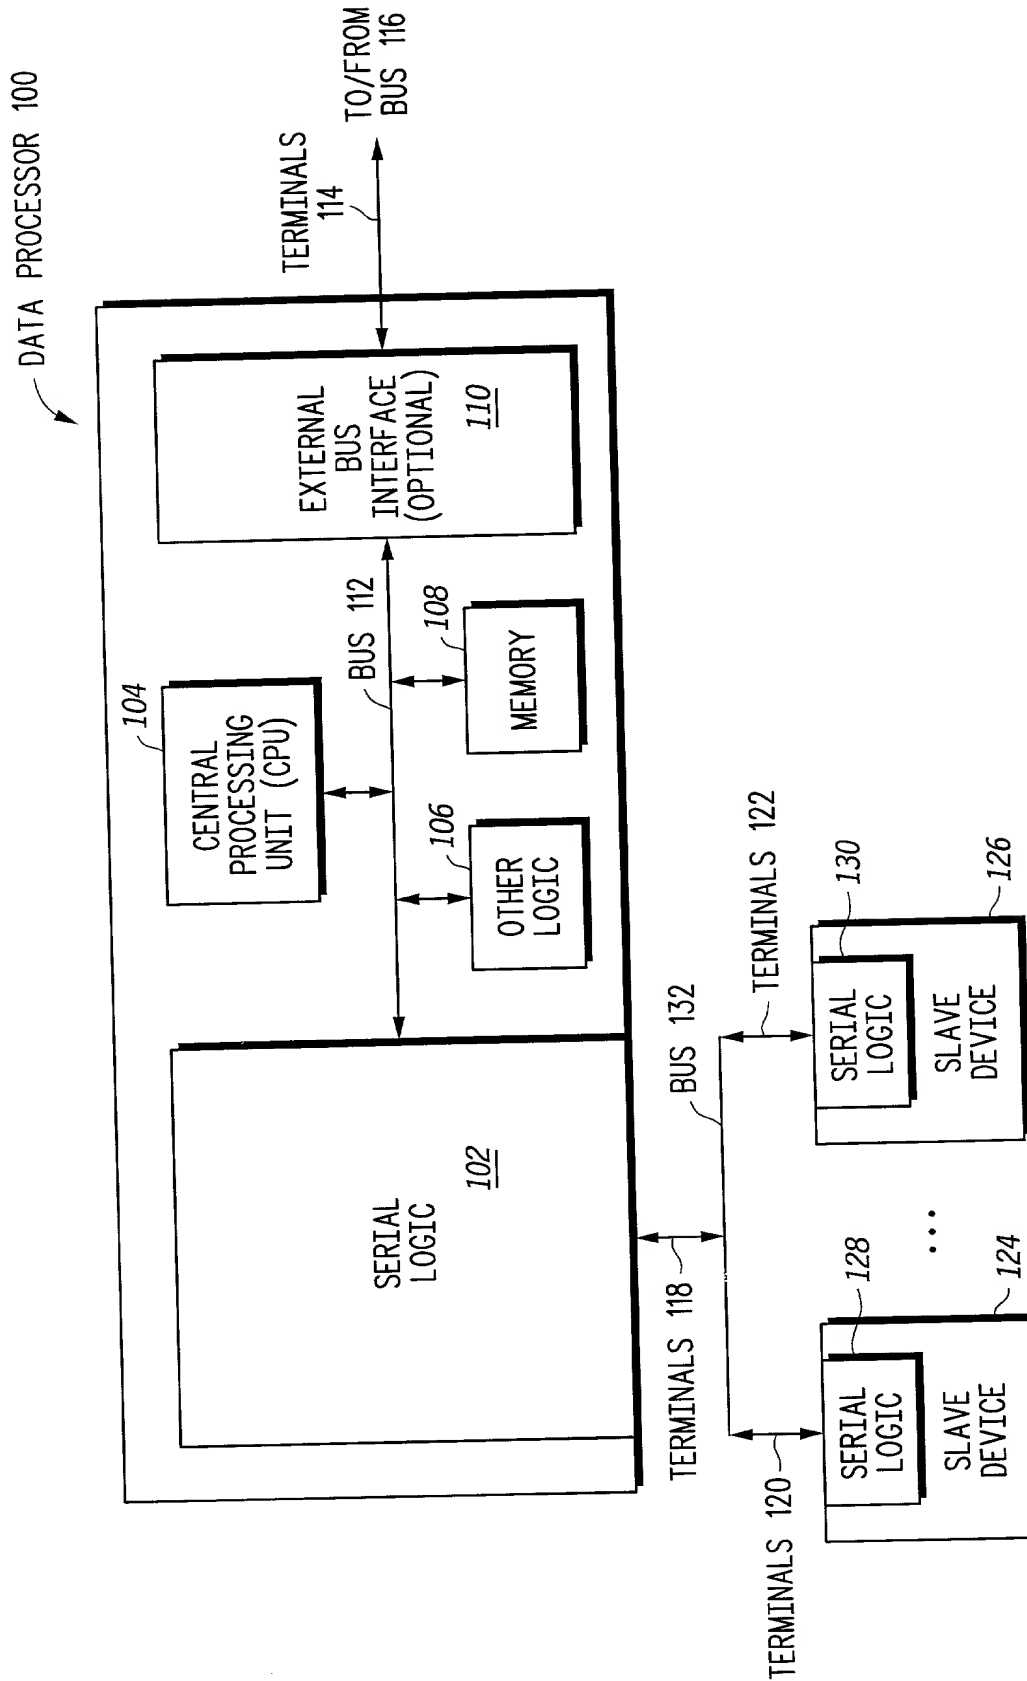 DATA PROCESSOR 100
TERMINALS
114
TO/FROM
BUS 116
EXTERNAL
BUS
INTERFACE
(OPTIONAL)
110
104
CENTRAL
PROCESSING
UNIT (CPU)
BUS 112
108
MEMORY
106
OTHER
LOGIC
SERIAL
LOGIC
102
TERMINALS 118
BUS 132
TERMINALS 120
TERMINALS 122
128
SERIAL
LOGIC
SLAVE
DEVICE
124
...
130
SERIAL
LOGIC
SLAVE
DEVICE
126